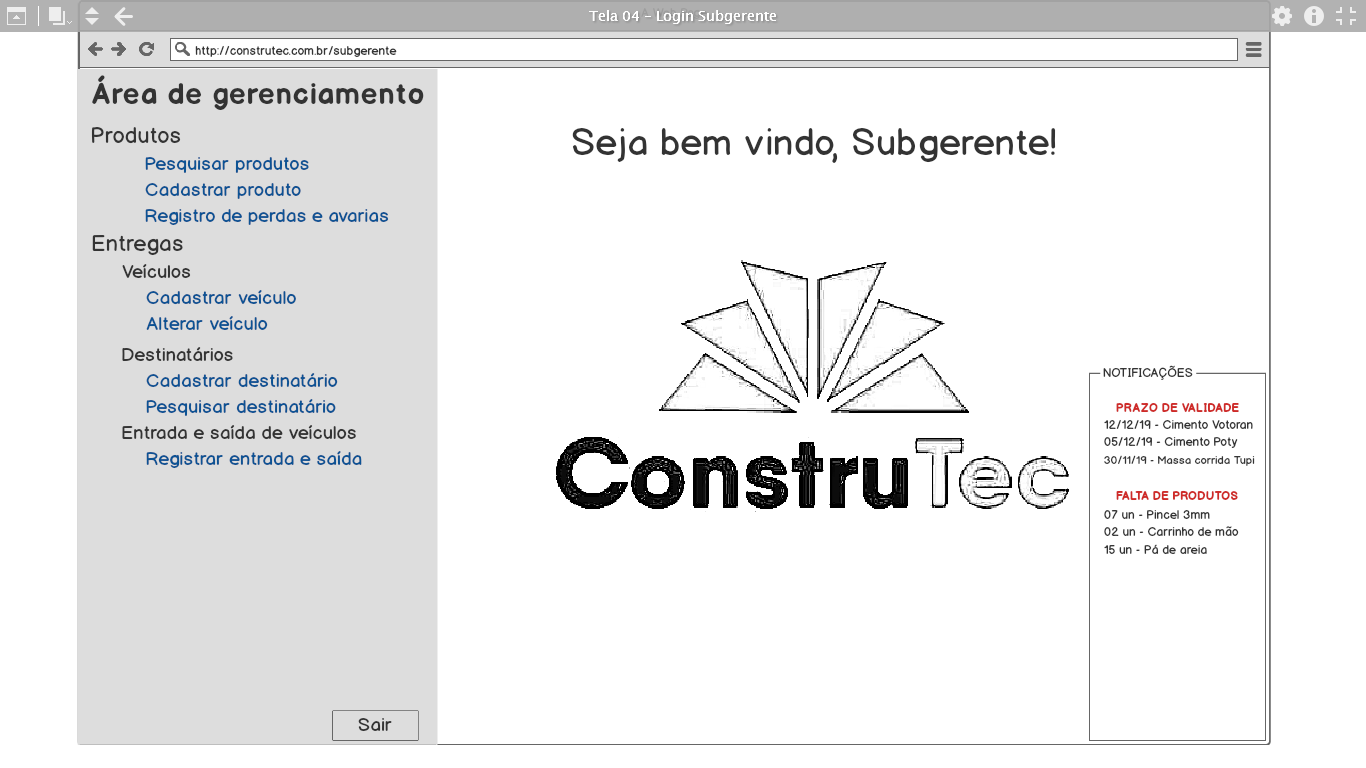 Tela 04 - Login Subgerente
http://construtec.com.br/subgerente
Área de gerenciamento
Produtos
Pesquisar produtos
Cadastrar produto
Registro de perdas e avarias
Entregas
Veículos
Cadastrar veículo
Alterar veículo
Destinatários
Cadastrar destinatário
Pesquisar destinatário
Entrada e saída de veículos
Registrar entrada e saída
Sair
Seja bem vindo, Subgerente!
ConstruTec
NOTIFICAÇÕES
PRAZO DE VALIDADE
12/12/19 - Cimento Votoran
05/12/19 - Cimento Poty
30/11/19 - Massa corrida Tupi
FALTA DE PRODUTOS
07 un - Pincel 3mm
02 un - Carrinho de mão
15 un - Pá de areia